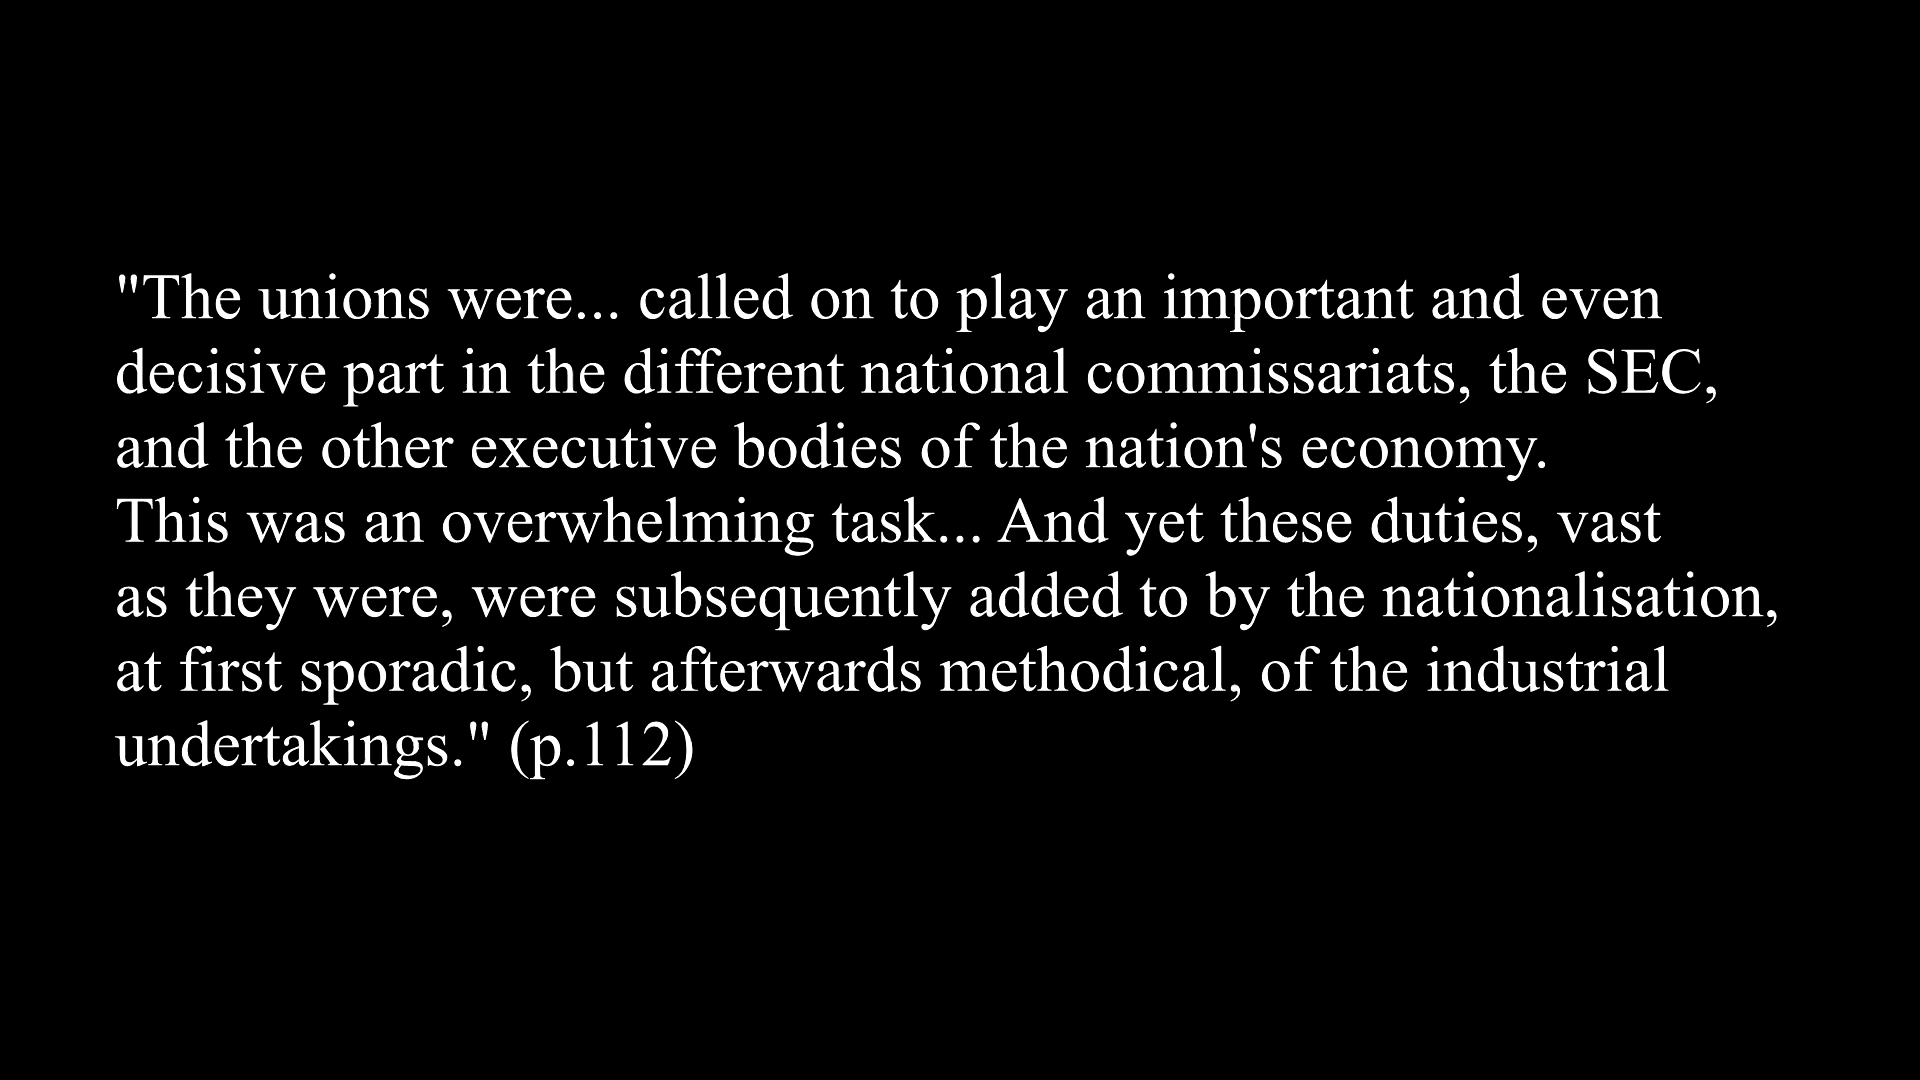 "The unions were... called on to play an important and even
decisive part in the different national commissariats, the SEC,
and the other executive bodies of the nation's economy.
This was an overwhelming task... And yet these duties, vast
as they were, were subsequently added to by the nationalisation,
at first sporadic, but afterwards methodical, of the industrial
undertakings." (p.112)